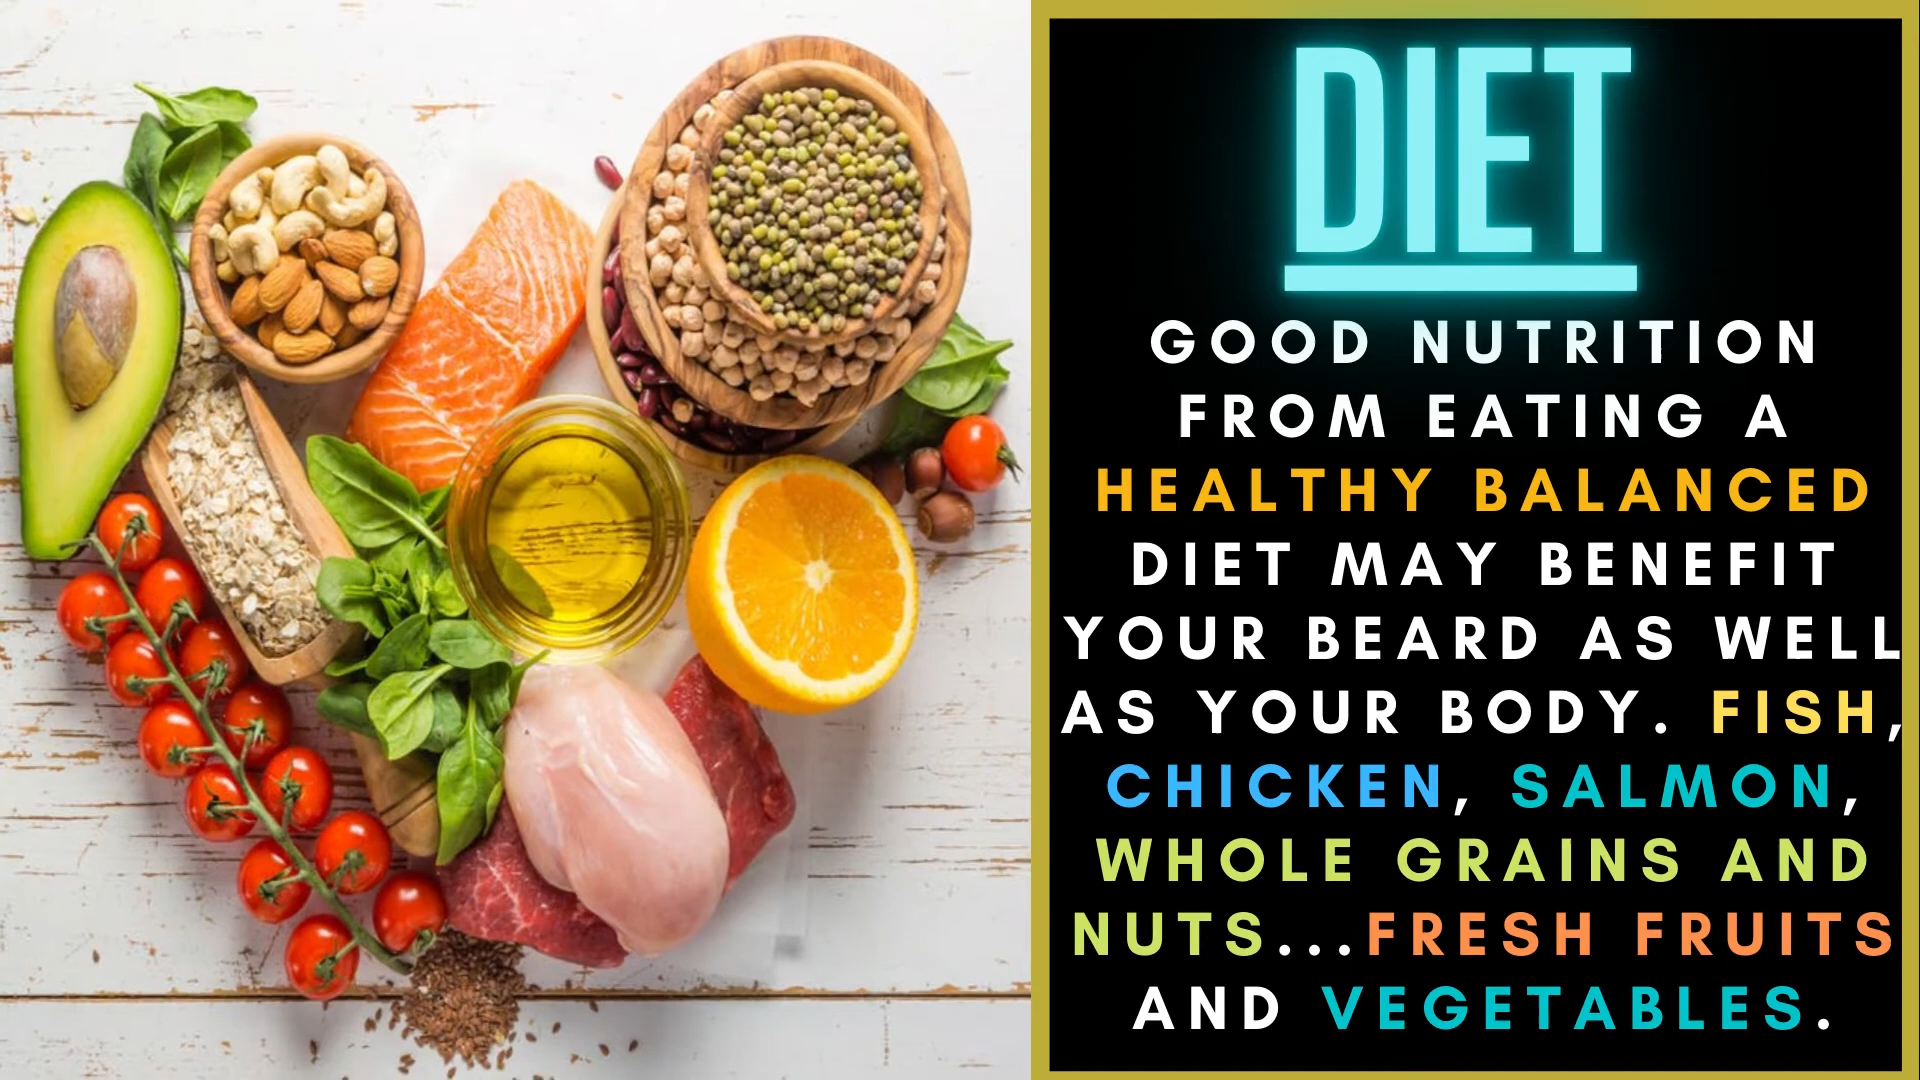 DIET
GOOD NUTRITION
FROM EATING A
HEALTHY BALANCED
DIET MAY BENEFIT
YOUR BEARD AS WELL
AS YOUR BODY. FISH,
CHICKEN, SALMON,
WHOLE GRAINS AND
NUTS...FRESH FRUITS
AND VEGETABLES.